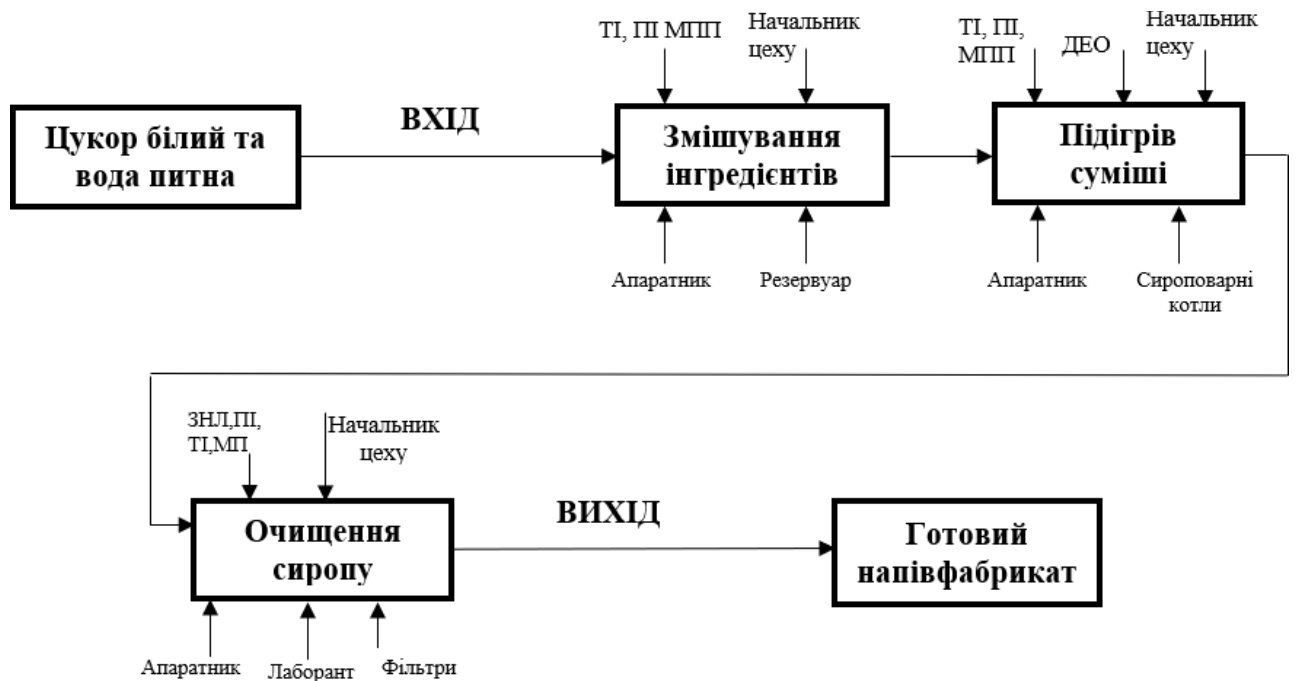 ТІ, ПІ МПП
Начальник
цеху
ТІ, ПІ,
МПП
ДЕО
Начальник
цеху
Цукор білий та
вода питна
ВХІД
Змішування
інгредієнтів
Підігрів
суміші
Апаратник
Резервуар
Апаратник
Сироповарні
котли
ЗНЛ,ПІ,
ТІ,МП
Начальник
цеху
Очищення
сиропу
ВИХІД
Готовий
напівфабрикат
Апаратник
Лаборант
Фільтри